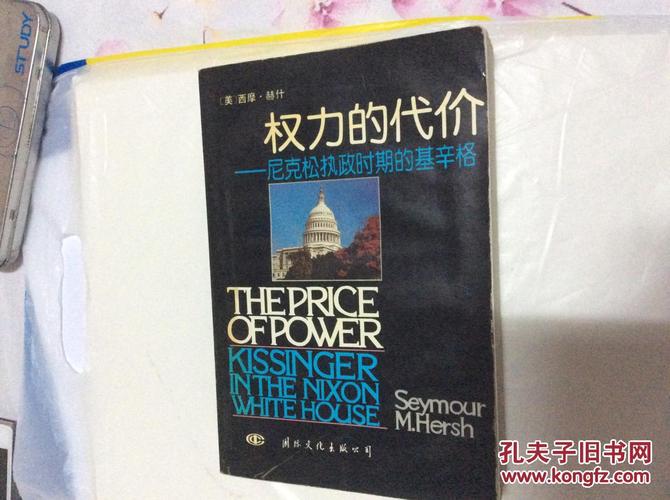 STUDY
〔美〕西摩·赫什
权力的代价
——尼克松执政时期的基辛格
THE PRICE
OF POWER
KISSINGER
IN THE NIXON
WHITE HOUSE
Seymour
M.Hersh
国际文化出版公司
孔夫子旧书网
www.kongfz.com